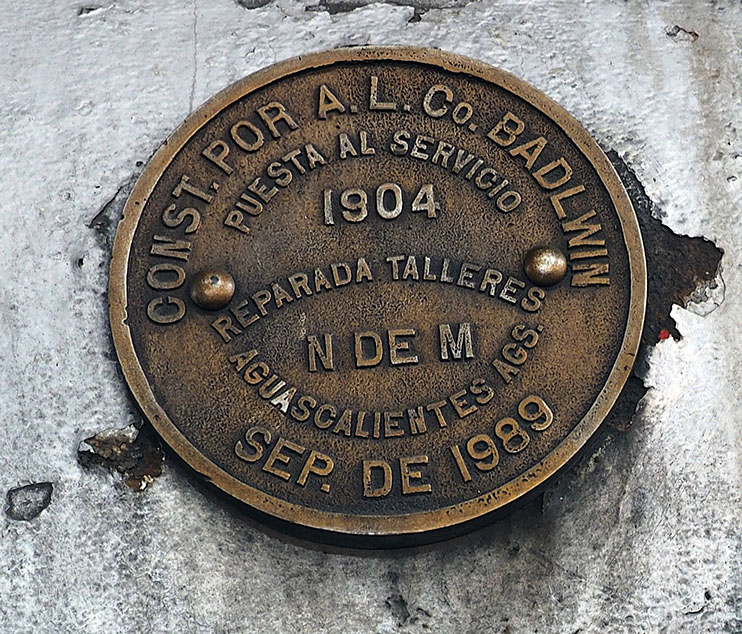 CONST. POR A. L. CO. BADLWIN
PUESTA AL SERVICIO
1904
REPARADA TALLERES
N DE M
AGUASCALIENTES AGS.
SEP. DE 1989